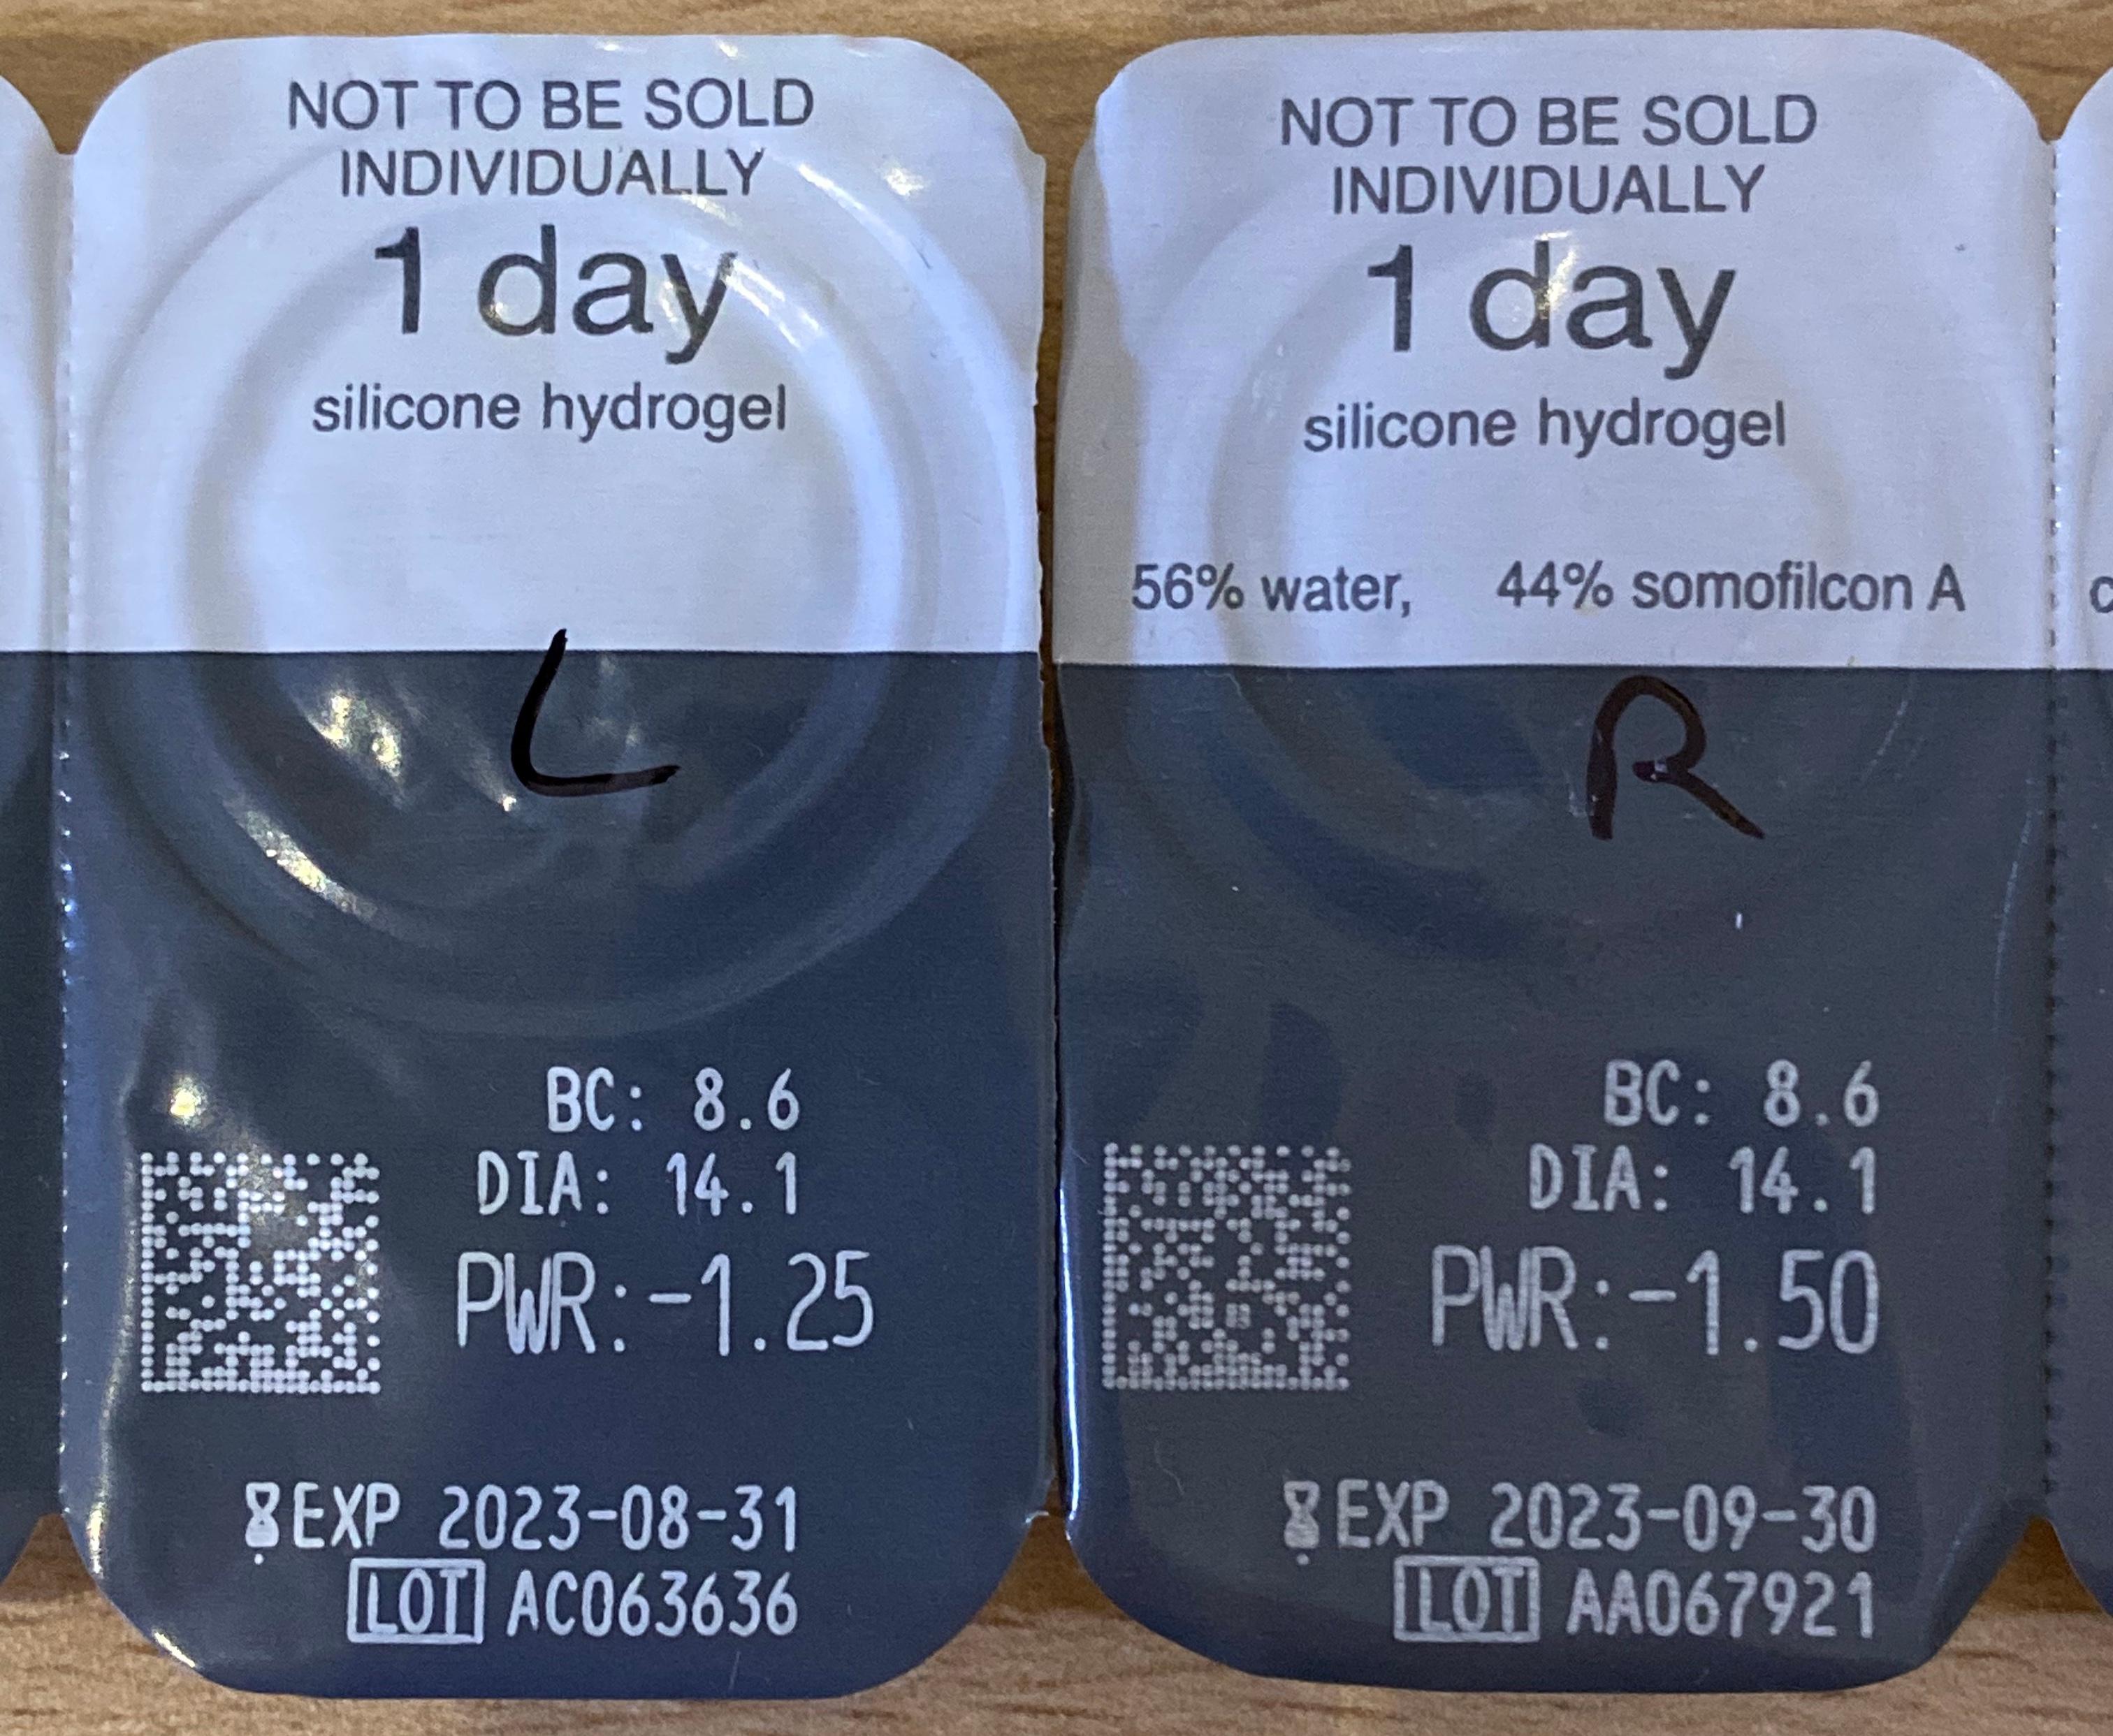 NOT TO BE SOLD
INDIVIDUALLY
1 day
silicone hydrogel
L
BC: 8.6
DIA: 14.1
PWR:-1.25
EXP 2023-08-31
LOT AC063636
NOT TO BE SOLD
INDIVIDUALLY
1 day
silicone hydrogel
56% water, 44% somofilcon A
R
BC: 8.6
DIA: 14.1
PWR:-1.50
EXP 2023-09-30
LOT AA067921